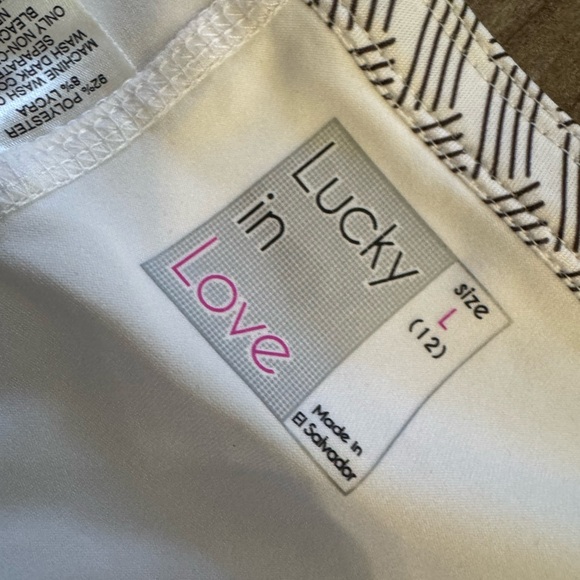 92% POLYESTER
8% LYCRA
MACHINE WASH
WASH DARK
SEPARATE
ONLY NON-
BLEAC
Lucky
in
Love
size
L
(12)
Made in
El Salvador